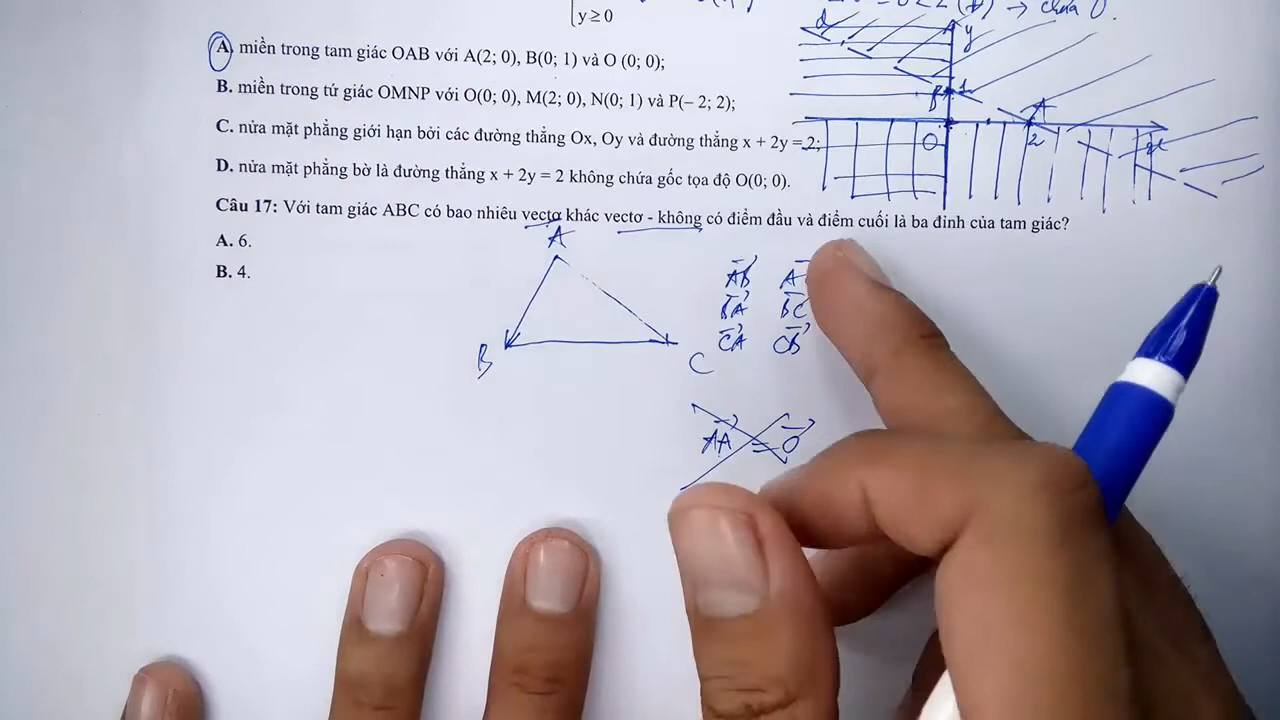 y ≥ 0
→ chứa O.
A. miền trong tam giác OAB với A(2; 0), B(0; 1) và O (0; 0);
B. miền trong tứ giác OMNP với O(0; 0), M(2; 0), N(0; 1) và P(– 2; 2);
C. nửa mặt phẳng giới hạn bởi các đường thẳng Ox, Oy và đường thẳng x + 2y = 2;
D. nửa mặt phẳng bờ là đường thẳng x + 2y = 2 không chứa gốc tọa độ O(0; 0).
d
y
B 1
A
O 2 x
Câu 17: Với tam giác ABC có bao nhiêu vectơ khác vectơ - không có điểm đầu và điểm cuối là ba đỉnh của tam giác?
A. 6.
B. 4.
A
B C
AB
BA BC
CA CB
AA = 0